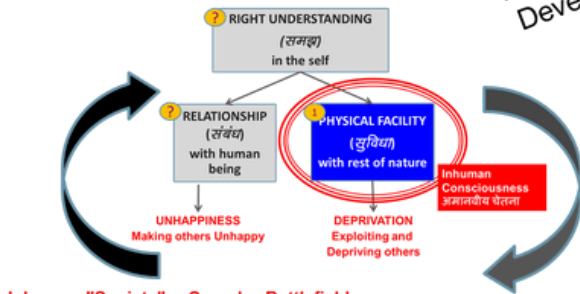 Deve
?
RIGHT UNDERSTANDING
(समझ)
in the self
?
RELATIONSHIP
(संबंध)
with human
being
1
PHYSICAL FACILITY
(सुविधा)
with rest of nature
Inhuman
Consciousness
अमानवीय चेतना
UNHAPPINESS
Making others Unhappy
DEPRIVATION
Exploiting and
Depriving others